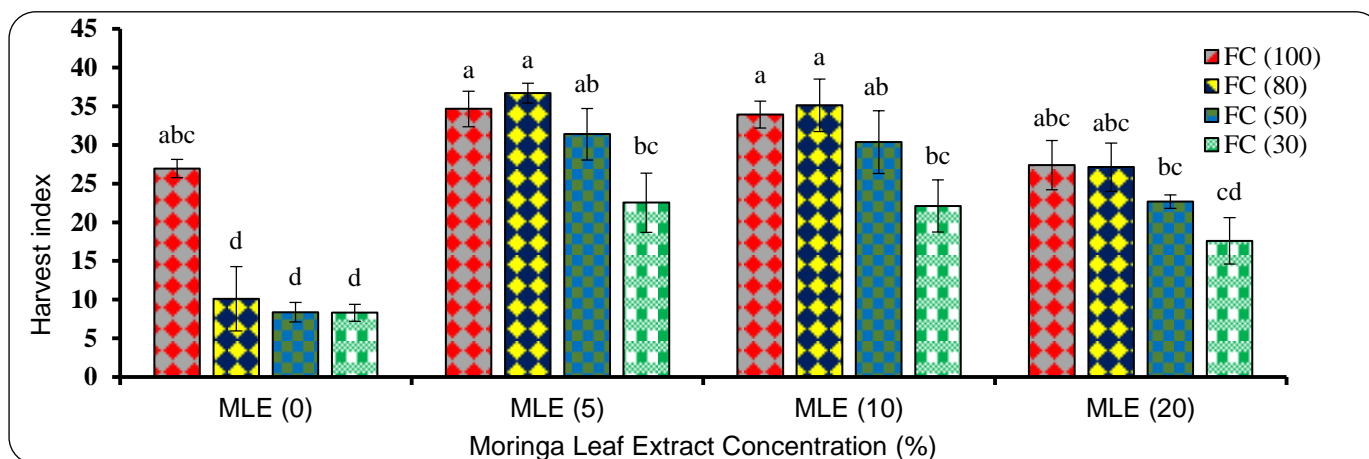 45
40
35
30
25
20
15
10
5
0
Harvest index
abc
d
d
d
a
a
ab
bc
a
a
ab
bc
abc
abc
bc
cd
FC (100)
FC (80)
FC (50)
FC (30)
MLE (0) MLE (5) MLE (10) MLE (20)
Moringa Leaf Extract Concentration (%)